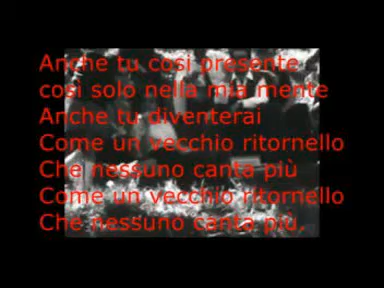 Anche tu così presente
così solo nella mia mente
Anche tu diventerai
Come un vecchio ritornello
Che nessuno canta più
Come un vecchio ritornello
Che nessuno canta più.